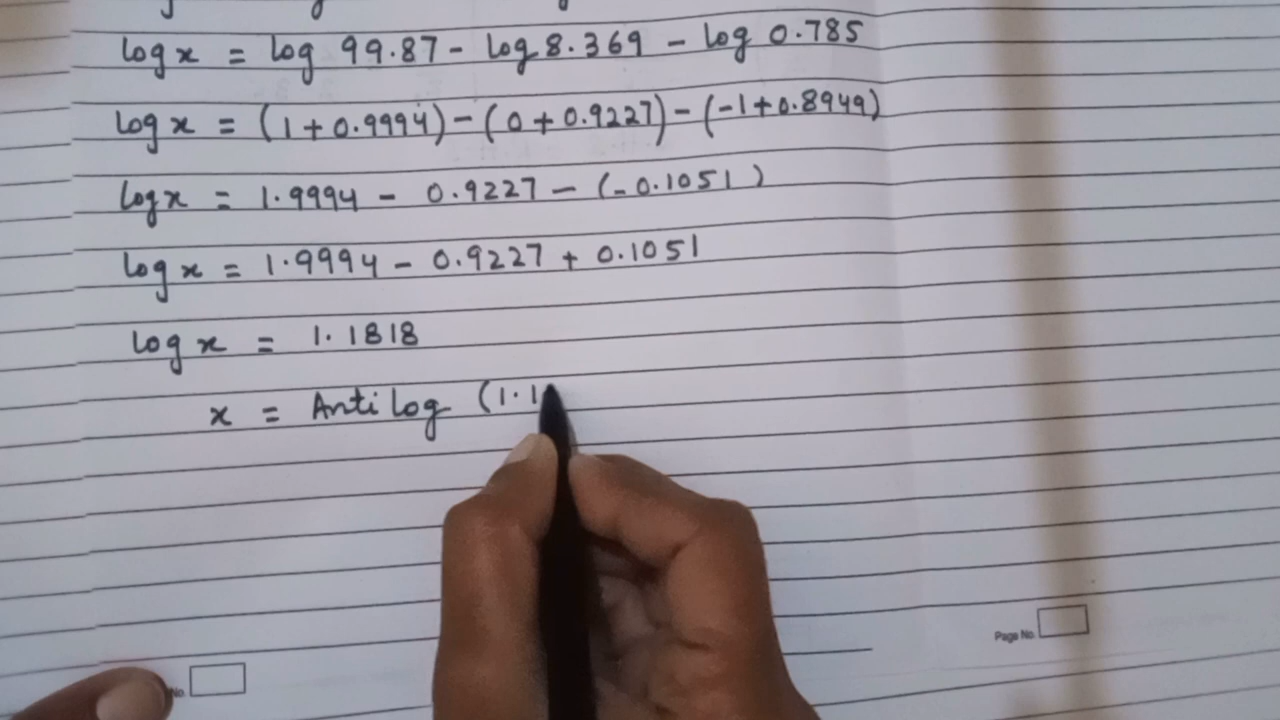 log x = log 99.87 - log 8.369 - log 0.785
log x = (1 + 0.9994) - (0 + 0.9227) - (-1 + 0.8949)
log x = 1.9994 - 0.9227 - (-0.1051)
log x = 1.9994 - 0.9227 + 0.1051
log x = 1.1818
x = Antilog (1.1
Page No.
No.